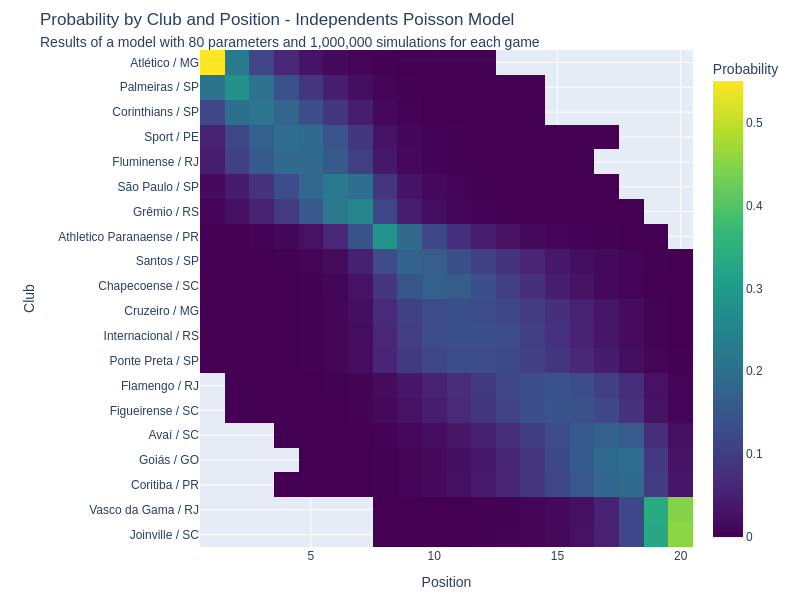 Probability by Club and Position - Independents Poisson Model
Results of a model with 80 parameters and 1,000,000 simulations for each game
Probability
Atlético / MG
Palmeiras / SP
Corinthians / SP
Sport / PE
Fluminense / RJ
São Paulo / SP
Grêmio / RS
Athletico Paranaense / PR
Santos / SP
Chapecoense / SC
Cruzeiro / MG
Internacional / RS
Ponte Preta / SP
Flamengo / RJ
Figueirense / SC
Avaí / SC
Goiás / GO
Coritiba / PR
Vasco da Gama / RJ
Joinville / SC
Club
5
10
15
20
Position
0.5
0.4
0.3
0.2
0.1
0